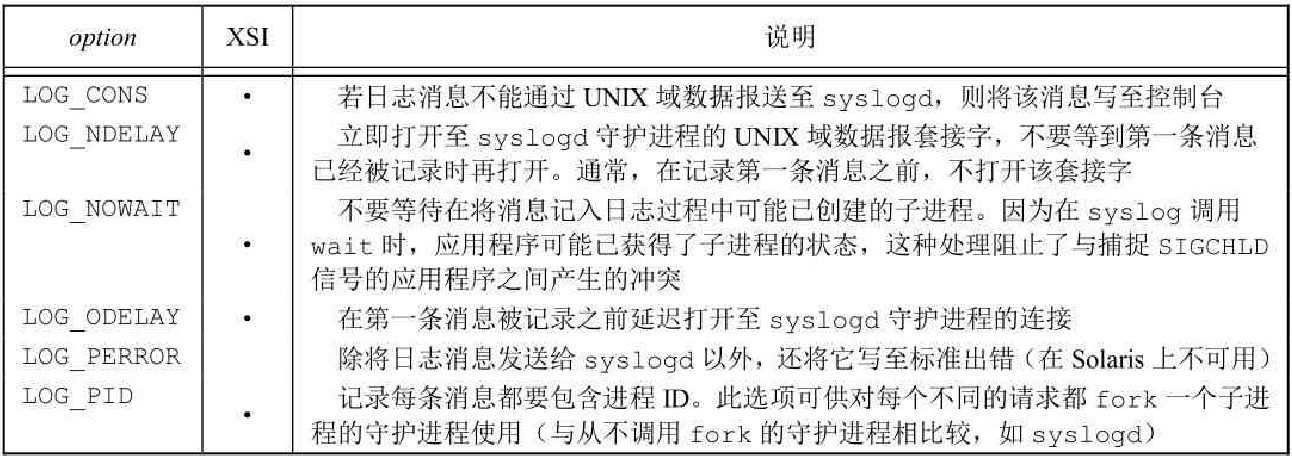 option XSI 说明
LOG_CONS • 若日志消息不能通过 UNIX 域数据报送至 syslogd，则将该消息写至控制台
LOG_NDELAY • 立即打开至 syslogd 守护进程的 UNIX 域数据报套接字，不要等到第一条消息
已经被记录时再打开。通常，在记录第一条消息之前，不打开该套接字
LOG_NOWAIT • 不要等待在将消息记入日志过程中可能已创建的子进程。因为在 syslog 调用
wait 时，应用程序可能已获得了子进程的状态，这种处理阻止了与捕捉 SIGCHLD
信号的应用程序之间产生的冲突
LOG_ODELAY • 在第一条消息被记录之前延迟打开至 syslogd 守护进程的连接
LOG_PERROR 除将日志消息发送给 syslogd 以外，还将它写至标准出错（在 Solaris 上不可用）
LOG_PID • 记录每条消息都要包含进程 ID。此选项可供对每个不同的请求都 fork 一个子进
程的守护进程使用（与从不调用 fork 的守护进程相比较，如 syslogd）